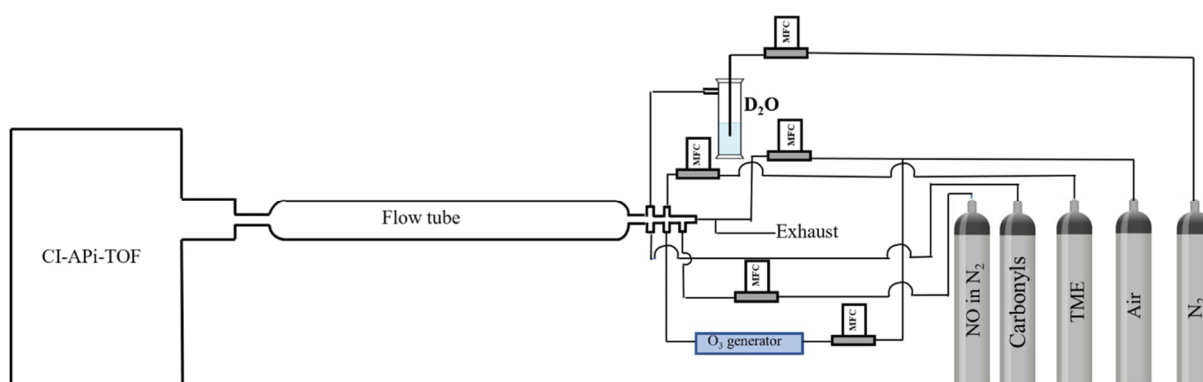 MFC
D₂O
MFC
MFC
Flow tube
Exhaust
CI-APi-TOF
MFC
MFC
O₃ generator
NO in N₂
Carbonyls
TME
Air
N₂